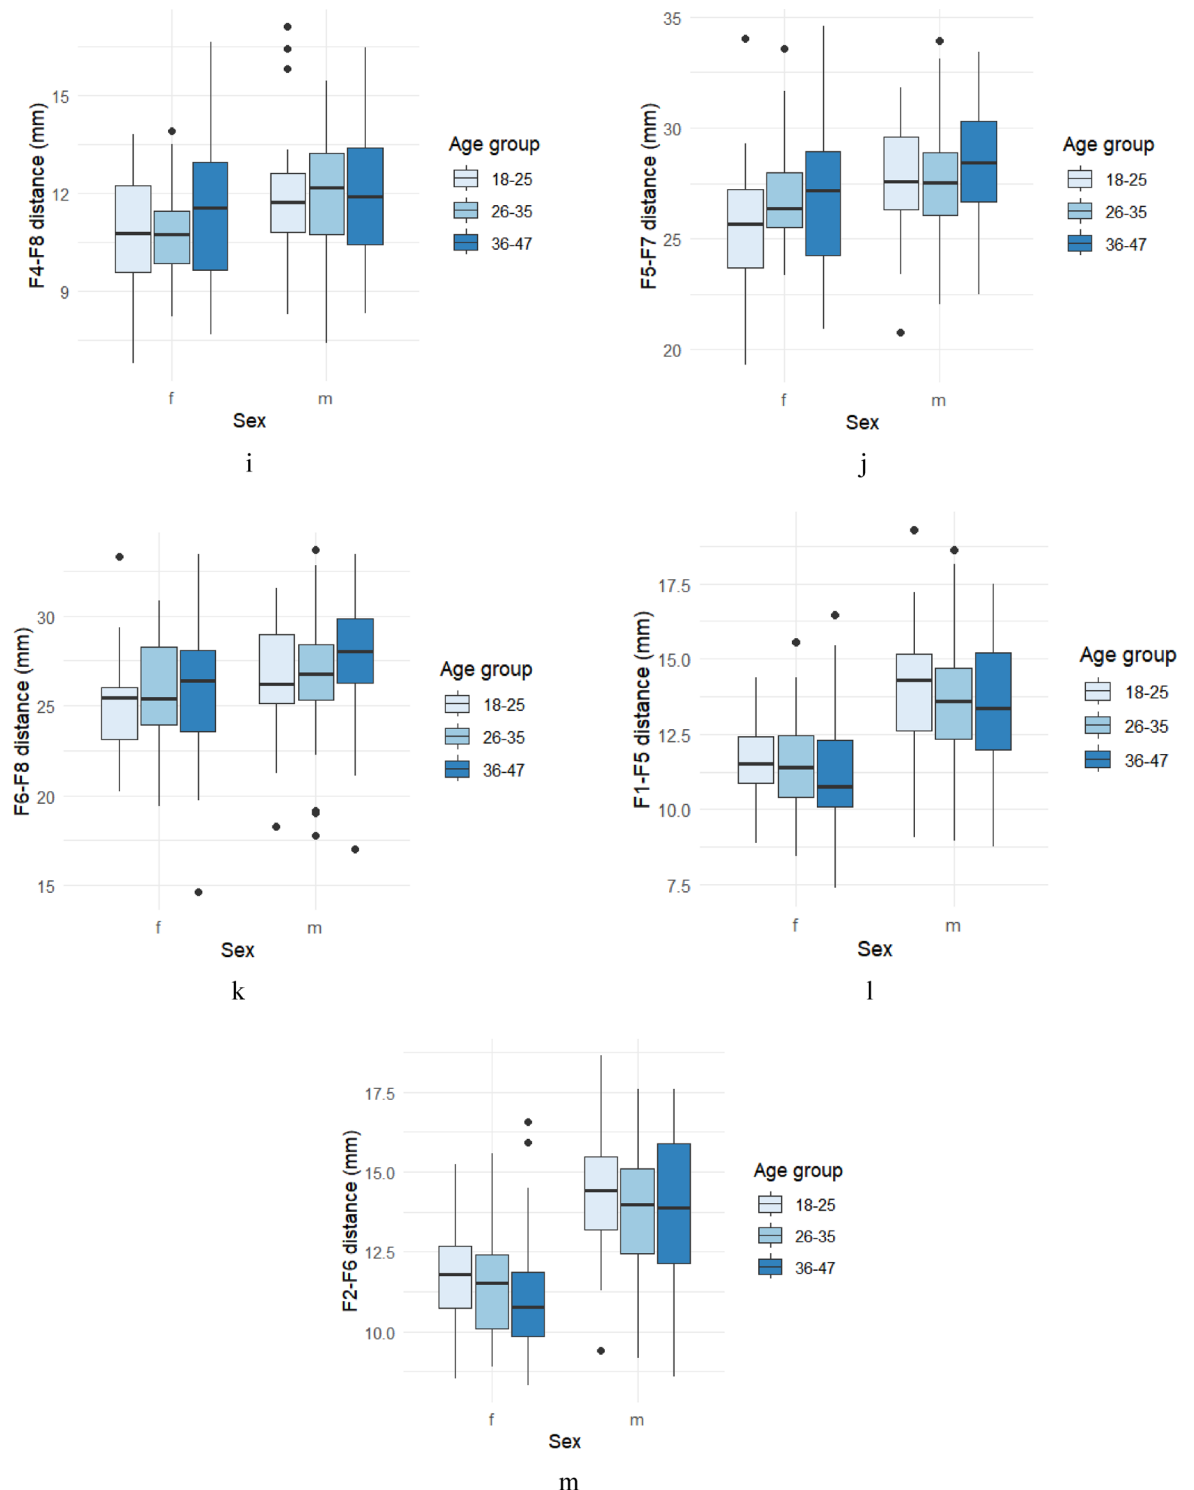 F4-F8 distance (mm)
15
12
9
f
m
Sex
Age group
18-25
26-35
36-47
i
F5-F7 distance (mm)
35
30
25
20
f
m
Sex
Age group
18-25
26-35
36-47
j
F6-F8 distance (mm)
30
25
20
15
f
m
Sex
Age group
18-25
26-35
36-47
k
F1-F5 distance (mm)
17.5
15.0
12.5
10.0
7.5
f
m
Sex
Age group
18-25
26-35
36-47
l
F2-F6 distance (mm)
17.5
15.0
12.5
10.0
f
m
Sex
Age group
18-25
26-35
36-47
m